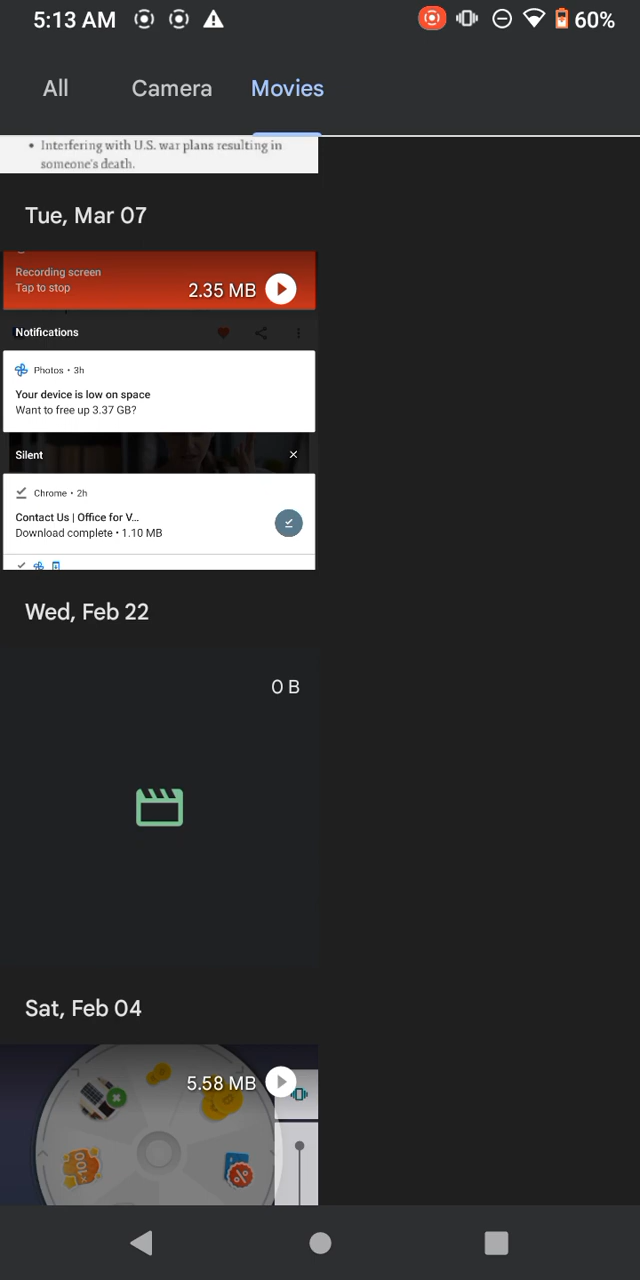 5:13 AM
60%
All
Camera
Movies
• Interfering with U.S. war plans resulting in
someone's death.
Tue, Mar 07
Recording screen
Tap to stop
2.35 MB
Notifications
Photos • 3h
Your device is low on space
Want to free up 3.37 GB?
Silent
Chrome • 2h
Contact Us | Office for V...
Download complete • 1.10 MB
Wed, Feb 22
0 B
Sat, Feb 04
5.58 MB
x100
%